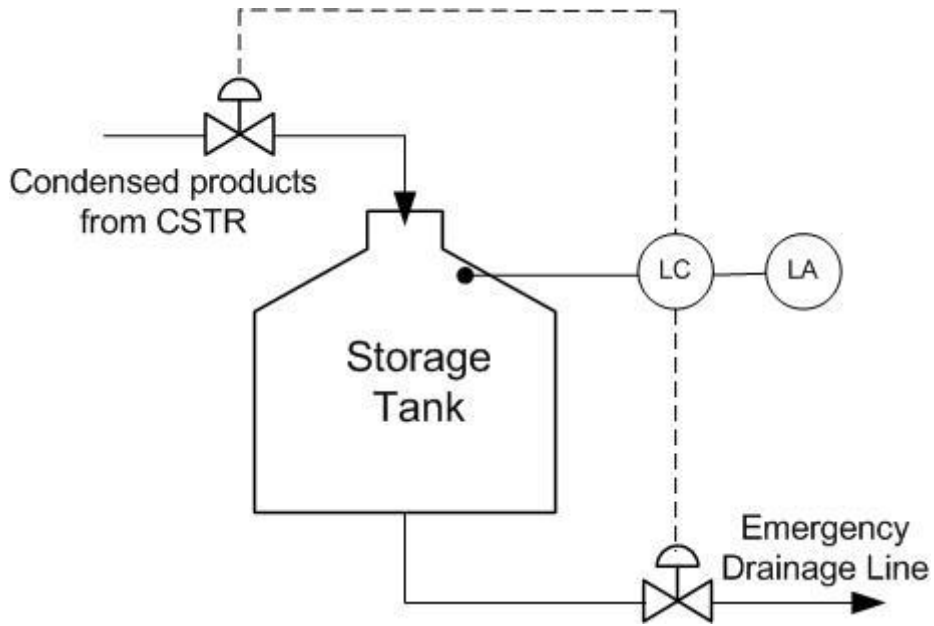 Condensed products
from CSTR
LC
LA
Storage
Tank
Emergency
Drainage Line